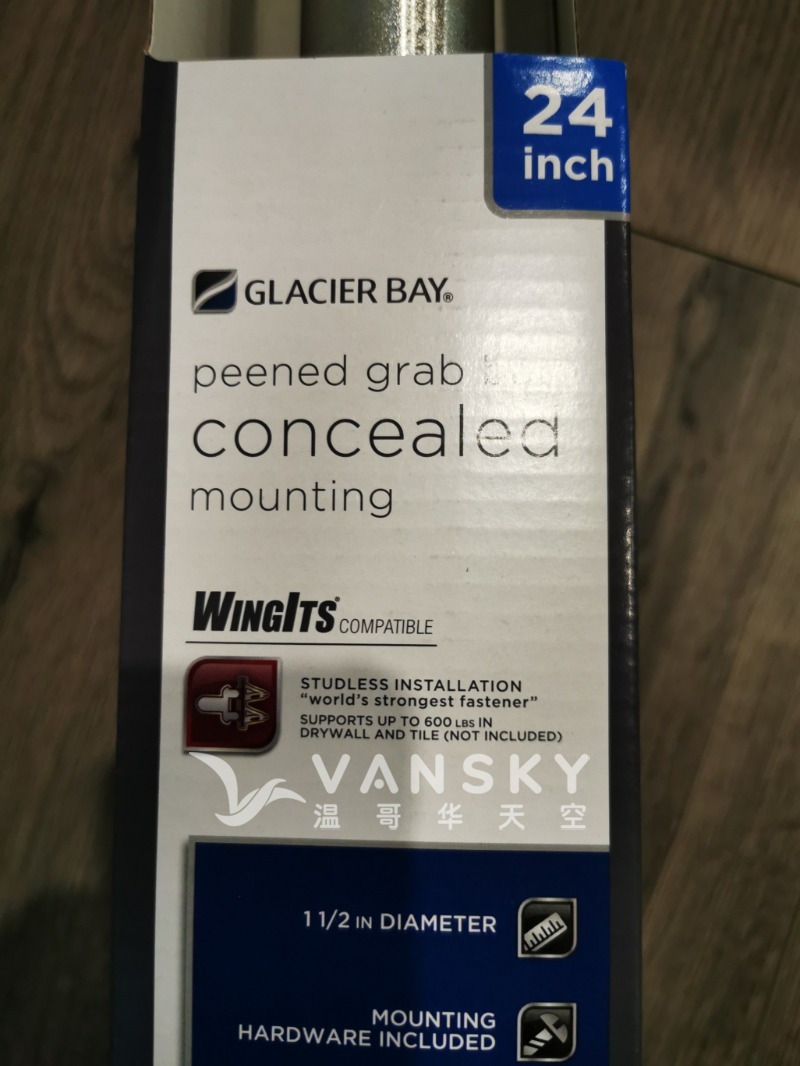 24
inch
GLACIER BAY®
peened grab
concealed
mounting
WINGITS® COMPATIBLE
STUDLESS INSTALLATION
"world's strongest fastener"
SUPPORTS UP TO 600 LBS IN
DRYWALL AND TILE (NOT INCLUDED)
VANSKY
温哥华天空
1 1/2 IN DIAMETER
MOUNTING
HARDWARE INCLUDED